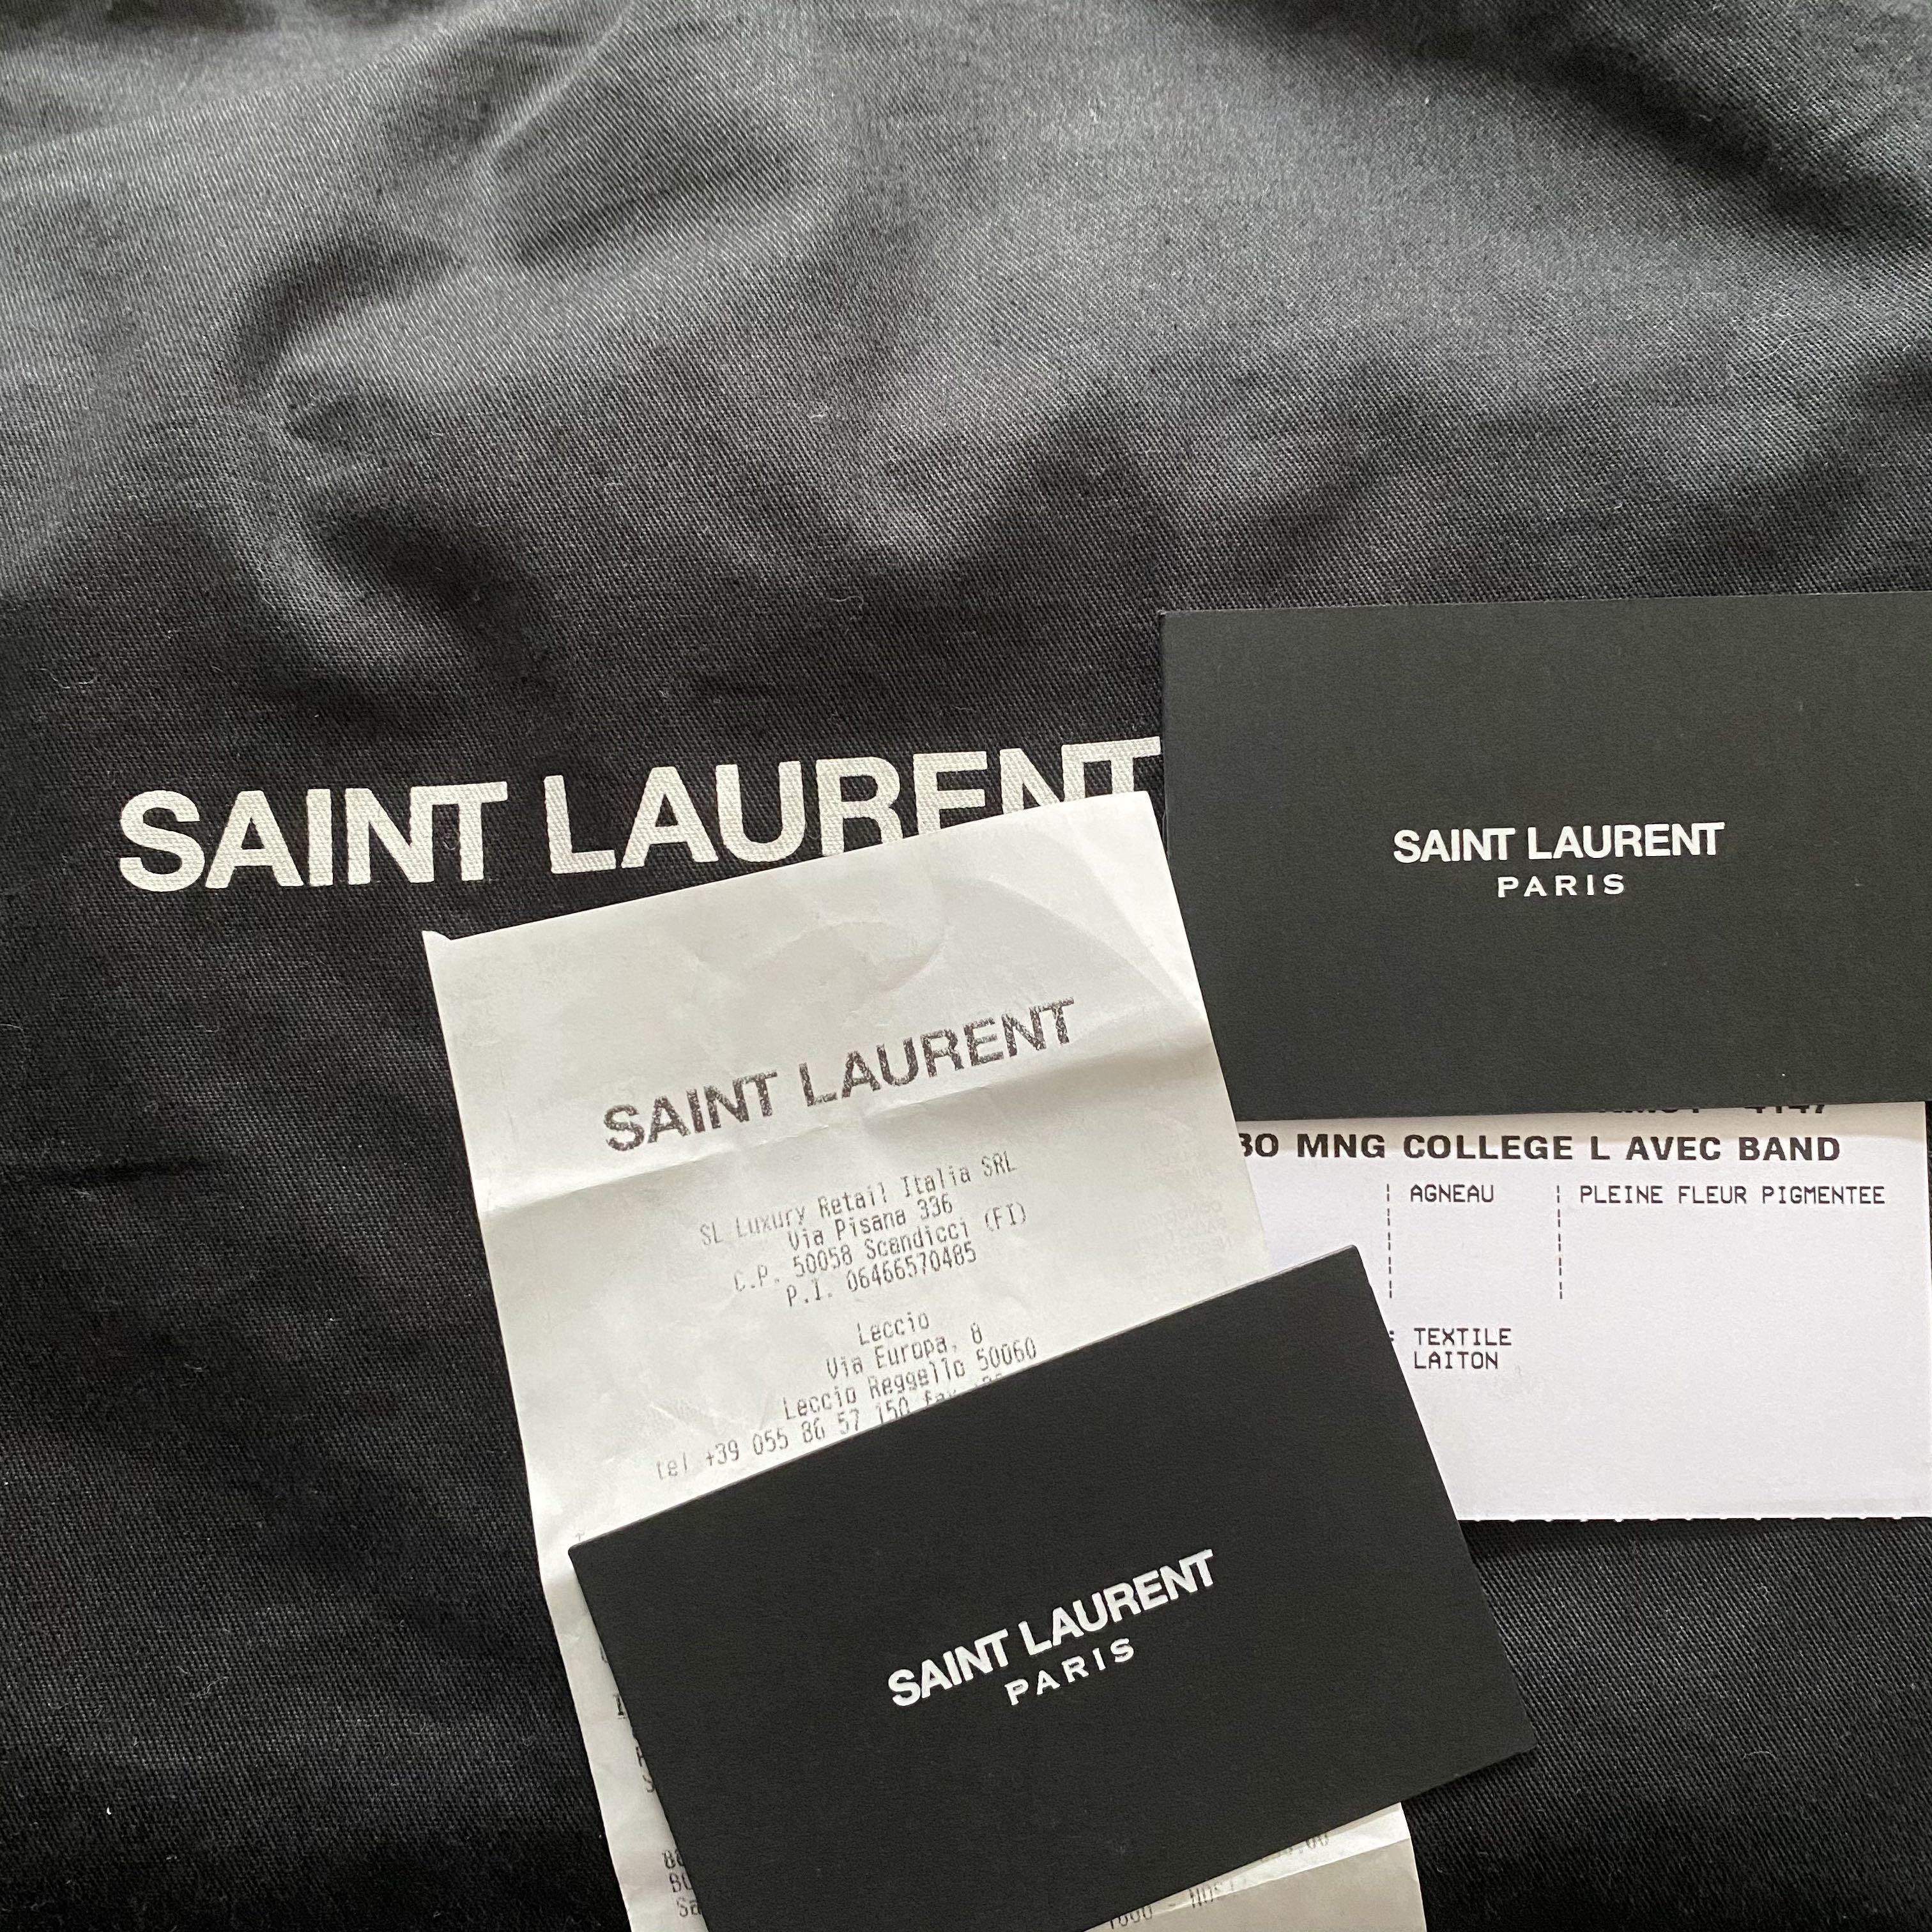 SAINT LAURENT
SAINT LAURENT
PARIS
SAINT LAURENT
SL Luxury Retail Italia SRL
Via Pisana 336
C.P. 50058 Scandicci (FI)
P.I. 06466570485
Leccio
Via Europa, 8
Leccio Reggello 50060
tel +39 055 86 57 150 fax
4147
BO MNG COLLEGE L AVEC BAND
AGNEAU
PLEINE FLEUR PIGMENTEE
TEXTILE
LAITON
SAINT LAURENT
PARIS